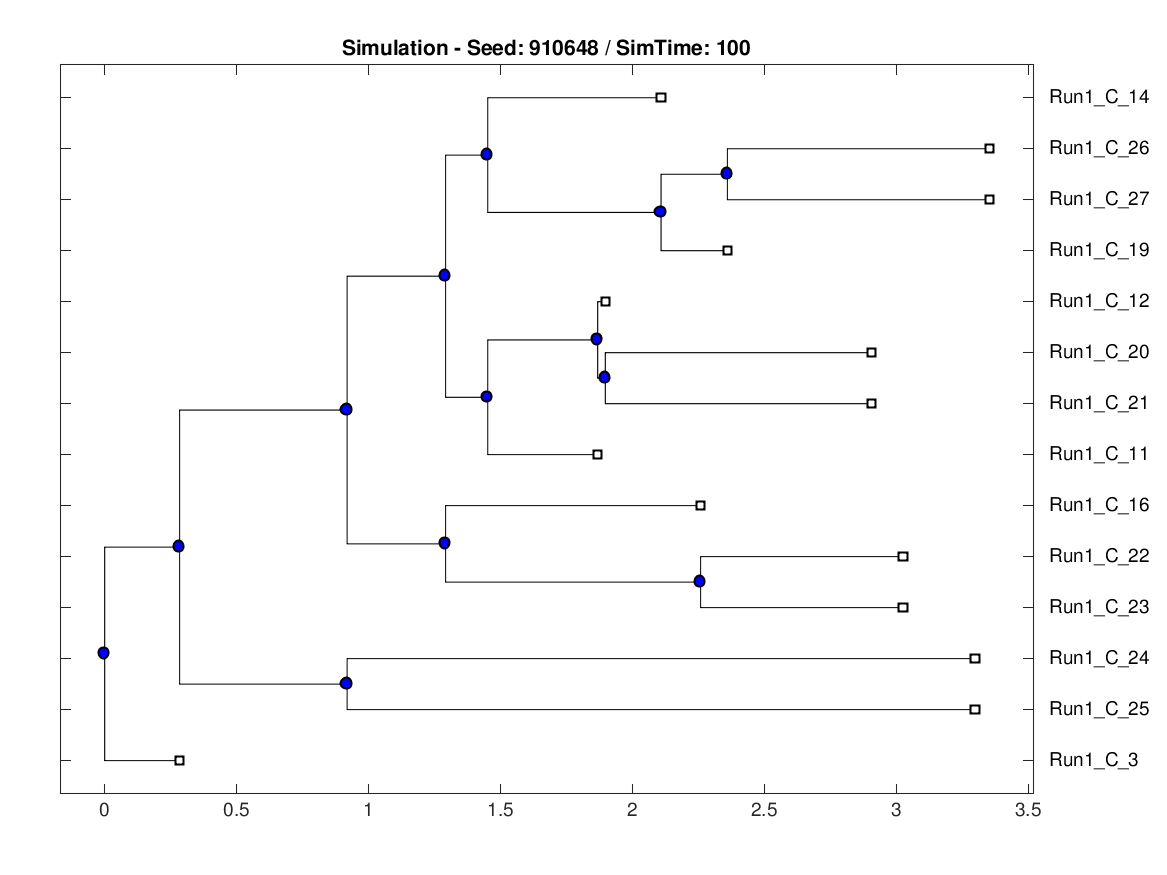 Simulation - Seed: 910648 / SimTime: 100
Run1_C_14
Run1_C_26
Run1_C_27
Run1_C_19
Run1_C_12
Run1_C_20
Run1_C_21
Run1_C_11
Run1_C_16
Run1_C_22
Run1_C_23
Run1_C_24
Run1_C_25
Run1_C_3
0 0.5 1 1.5 2 2.5 3 3.5